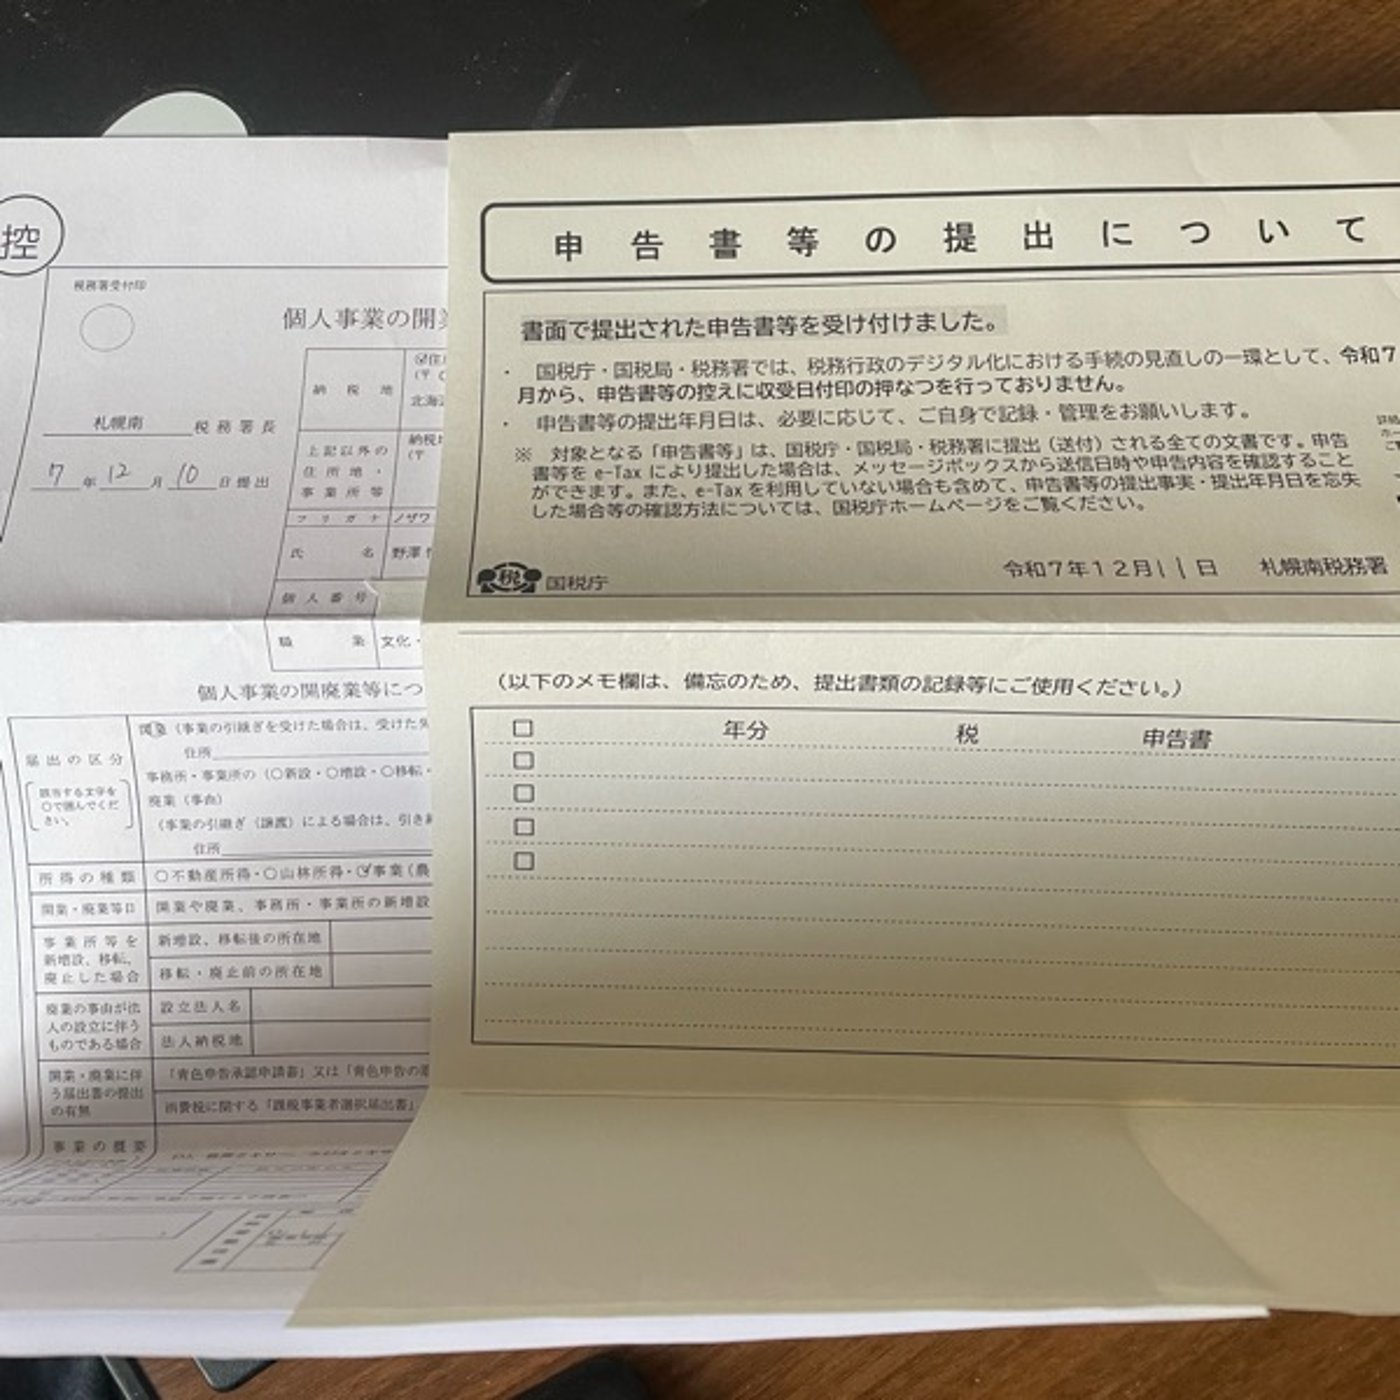 控
税務署受付印
個人事業の開業
札幌南 税務署長
7年12月10日提出
納税地
北海道
上記以外の
住所地・
事業所等
納税地
(〒
フリガナ
ノザワ
氏名
野澤
個人番号
職業
文化・
個人事業の開廃業等につ
届出の区分
該当する文字を
○で囲んでくだ
さい。
開業(事業の引継ぎを受けた場合は、受けた先
住所
事務所・事業所の(○新設・○増設・○移転・
廃業(事由)
(事業の引継ぎ(譲渡)による場合は、引き継
住所
所得の種類
○不動産所得・○山林所得・○事業(農
開業・廃業等日
開業や廃業、事務所・事業所の新増設
事業所等を
新増設、移転、
廃止した場合
新増設、移転後の所在地
移転・廃止前の所在地
廃業の事由が法
人の設立に伴う
ものである場合
設立法人名
法人納税地
開業・廃業に伴
う届出書の提出
の有無
「青色申告承認申請書」又は「青色申告の取
消費税に関する「課税事業者選択届出書」
事業の概要
申告書等の提出について
書面で提出された申告書等を受け付けました。
・ 国税庁・国税局・税務署では、税務行政のデジタル化における手続の見直しの一環として、令和7
月から、申告書等の控えに収受日付印の押なつを行っておりません。
・ 申告書等の提出年月日は、必要に応じて、ご自身で記録・管理をお願いします。
※ 対象となる「申告書等」は、国税庁・国税局・税務署に提出(送付)される全ての文書です。申告
書等を e-Tax により提出した場合は、メッセージボックスから送信日時や申告内容を確認すること
ができます。また、e-Tax を利用していない場合も含めて、申告書等の提出事実・提出年月日を忘失
した場合等の確認方法については、国税庁ホームページをご覧ください。
税 国税庁
令和7年12月11日 札幌南税務署
(以下のメモ欄は、備忘のため、提出書類の記録等にご使用ください。)
□ 年分 税 申告書
□
□
□
□